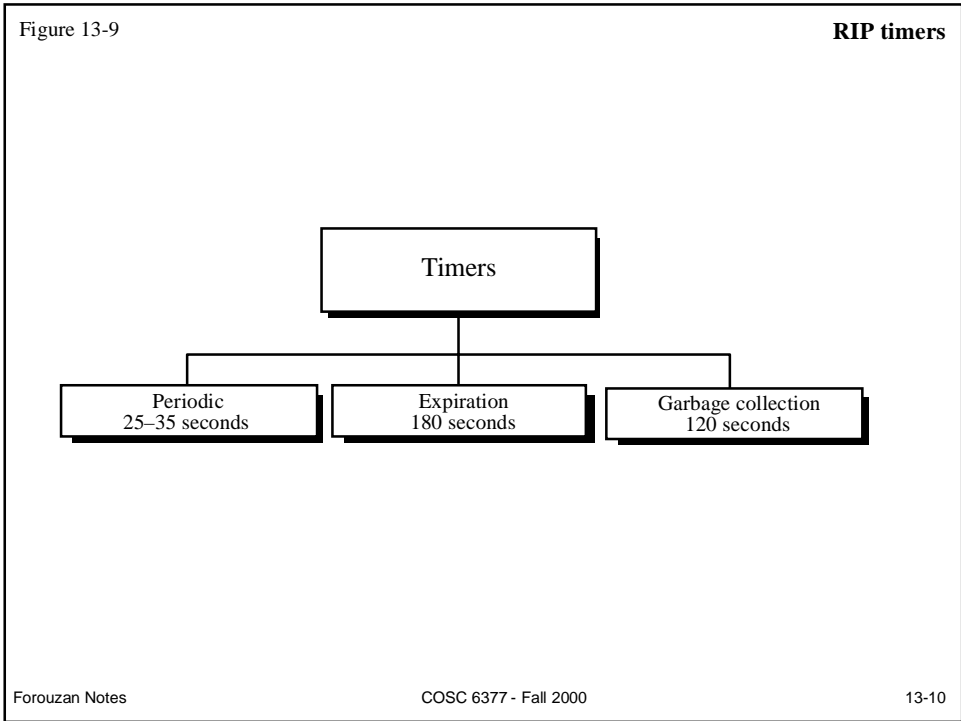 Figure 13-9
RIP timers
Timers
Periodic
25–35 seconds
Expiration
180 seconds
Garbage collection
120 seconds
Forouzan Notes
COSC 6377 - Fall 2000
13-10